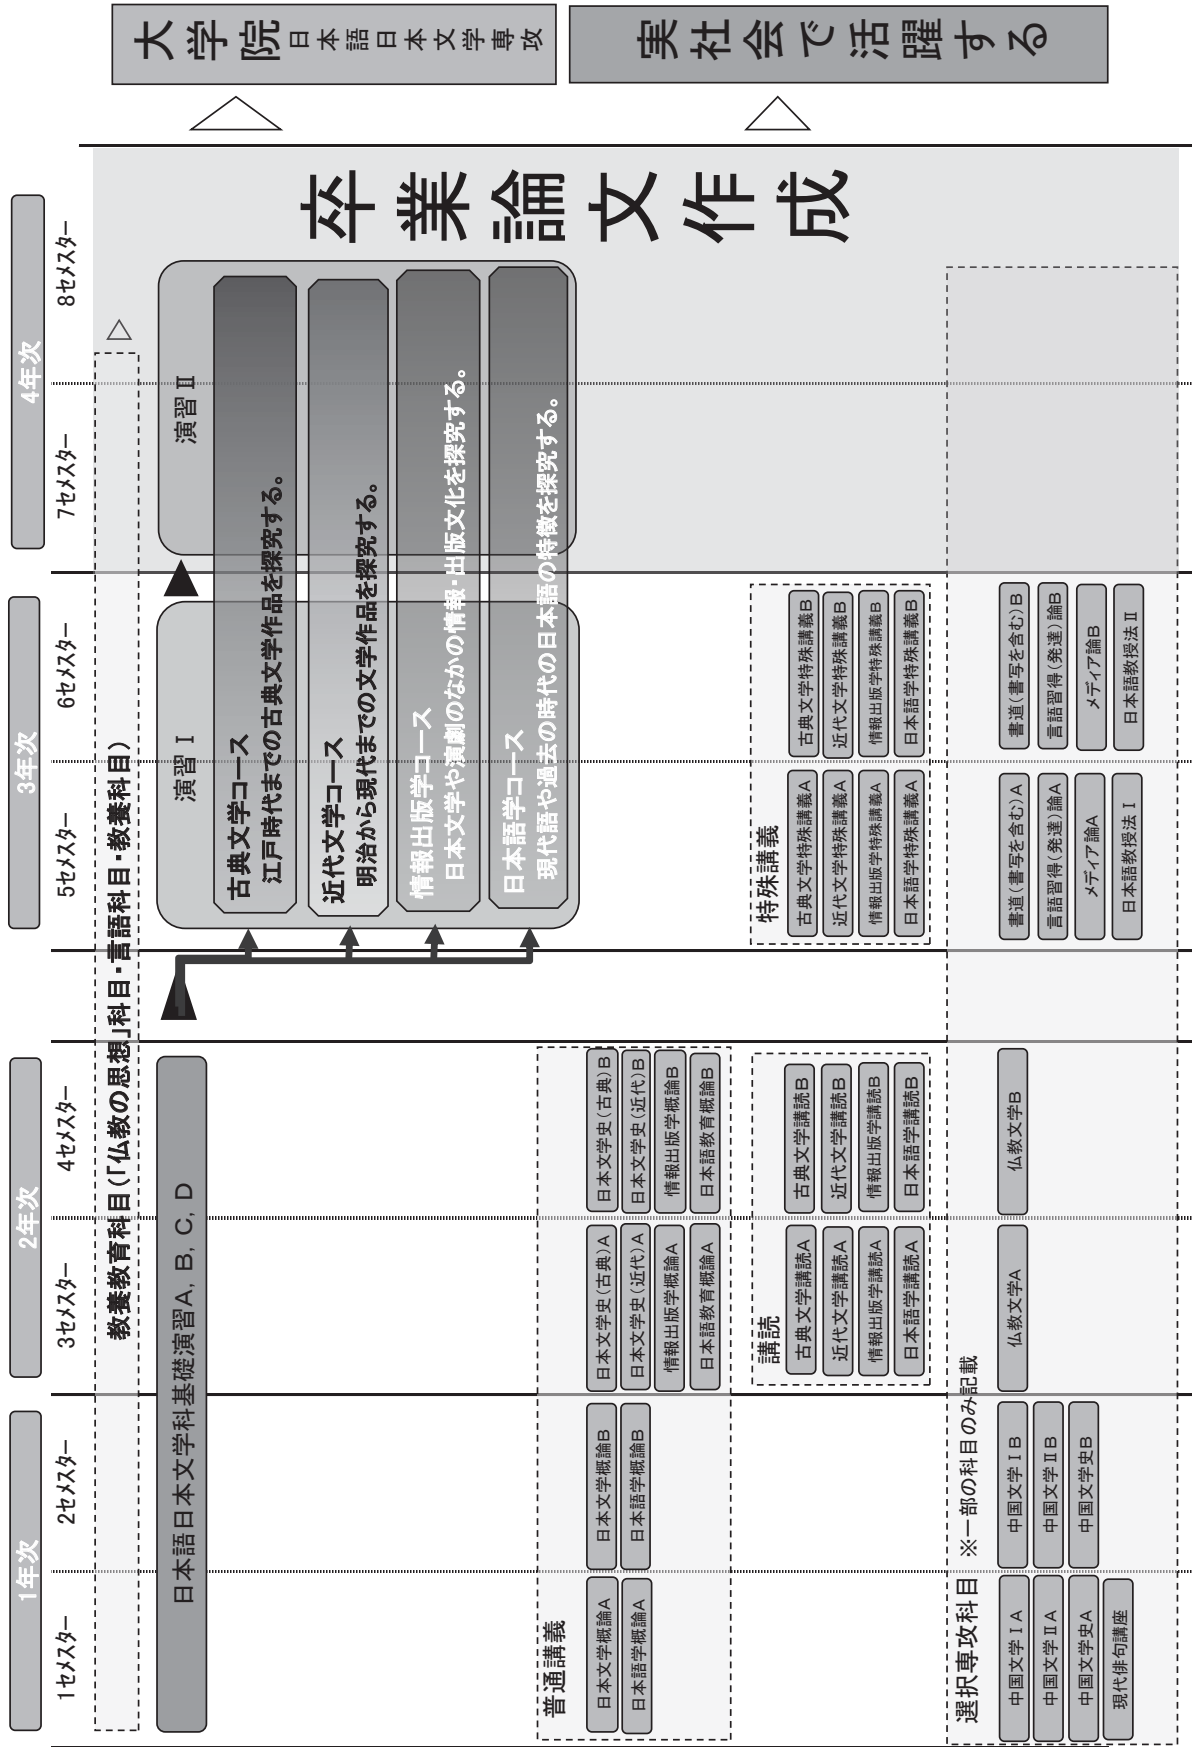 1年次
2年次
3年次
4年次
1セメスター
2セメスター
3セメスター
4セメスター
5セメスター
6セメスター
7セメスター
8セメスター
教養教育科目(「仏教の思想」科目・言語科目・教養科目)
日本語日本文学科基礎演習A, B, C, D
演習Ⅰ
演習Ⅱ
古典文学コース
江戸時代までの古典文学作品を探究する。
近代文学コース
明治から現代までの文学作品を探究する。
情報出版学コース
日本文学や演劇のなかの情報・出版文化を探究する。
日本語学コース
現代語や過去の時代の日本語の特徴を探究する。
卒業論文作成
大学院日本語日本文学専攻
実社会で活躍する
普通講義
日本文学概論A
日本語学概論A
日本文学概論B
日本語学概論B
日本文学史(古典)A
日本文学史(近代)A
情報出版学概論A
日本語教育概論A
日本文学史(古典)B
日本文学史(近代)B
情報出版学概論B
日本語教育概論B
講読
古典文学講読A
近代文学講読A
情報出版学講読A
日本語学講読A
古典文学講読B
近代文学講読B
情報出版学講読B
日本語学講読B
特殊講義
古典文学特殊講義A
近代文学特殊講義A
情報出版学特殊講義A
日本語学特殊講義A
古典文学特殊講義B
近代文学特殊講義B
情報出版学特殊講義B
日本語学特殊講義B
選択専攻科目 ※一部の科目のみ記載
中国文学ⅠA
中国文学ⅡA
中国文学史A
現代俳句講座
中国文学ⅠB
中国文学ⅡB
中国文学史B
仏教文学A
仏教文学B
書道(書写を含む)A
言語習得(発達)論A
メディア論A
日本語教授法Ⅰ
書道(書写を含む)B
言語習得(発達)論B
メディア論B
日本語教授法Ⅱ